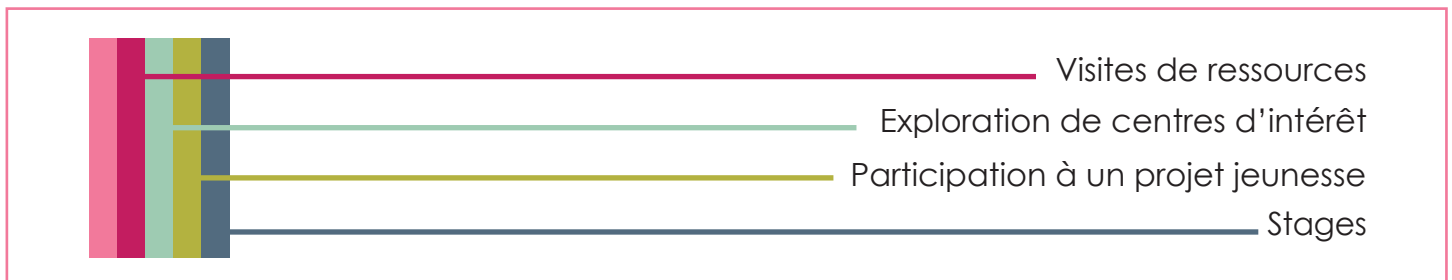 Visites de ressources
Exploration de centres d’intérêt
Participation à un projet jeunesse
Stages